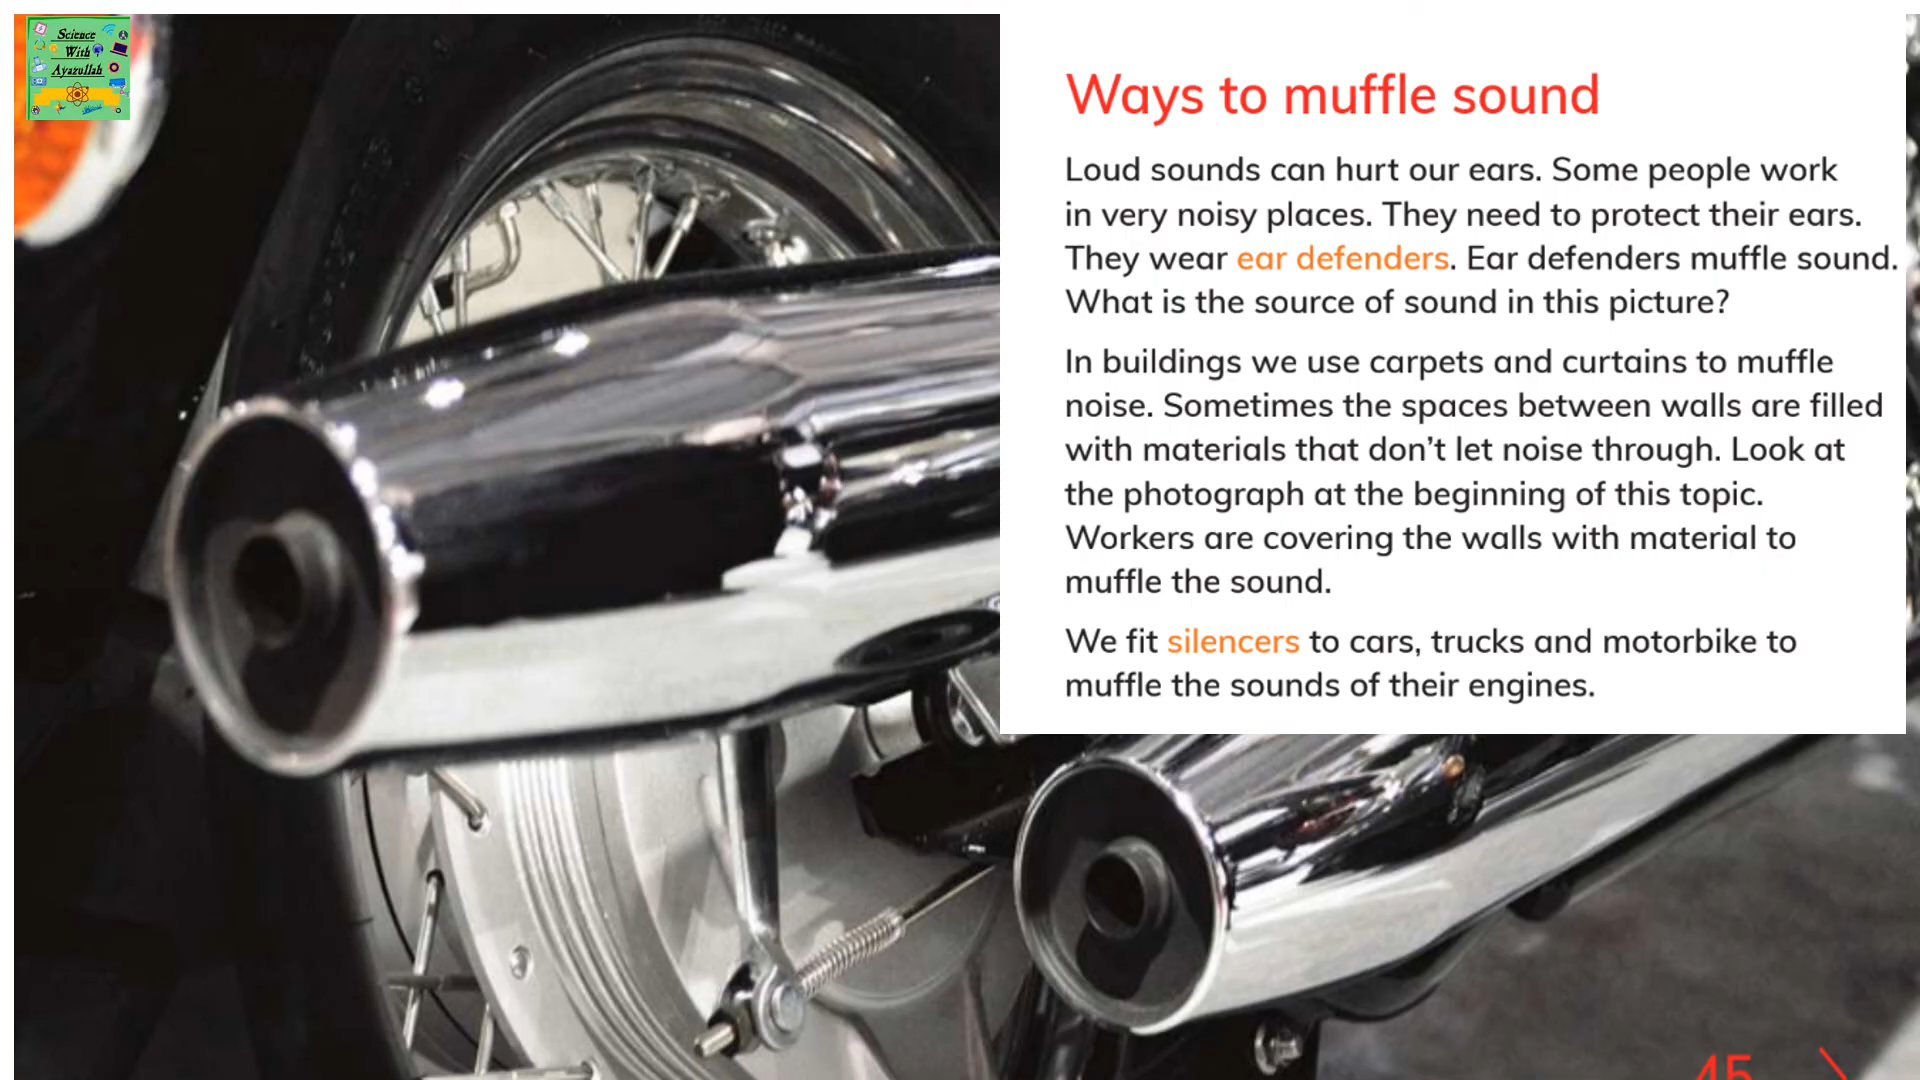 Science
With
Ayazullah
Ways to muffle sound
Loud sounds can hurt our ears. Some people work
in very noisy places. They need to protect their ears.
They wear ear defenders. Ear defenders muffle sound.
What is the source of sound in this picture?
In buildings we use carpets and curtains to muffle
noise. Sometimes the spaces between walls are filled
with materials that don’t let noise through. Look at
the photograph at the beginning of this topic.
Workers are covering the walls with material to
muffle the sound.
We fit silencers to cars, trucks and motorbike to
muffle the sounds of their engines.
45